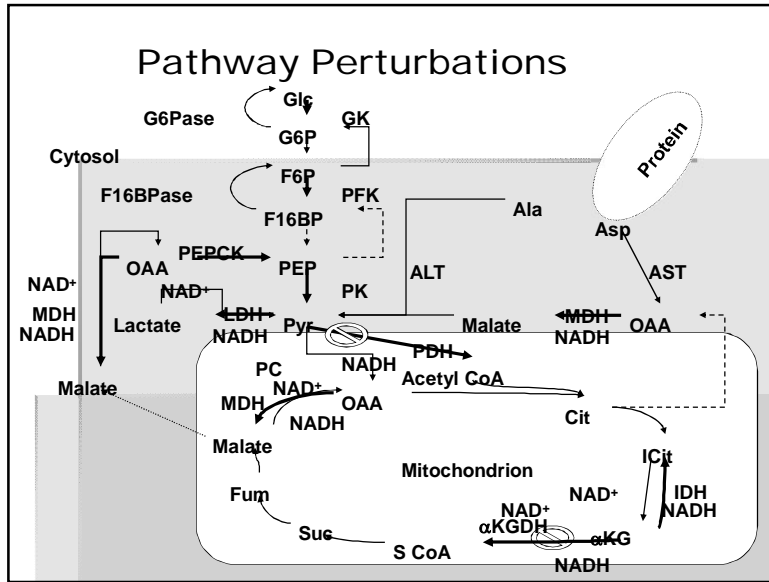 Pathway Perturbations
Glc
G6Pase
GK
G6P
Cytosol
Protein
F6P
F16BPase
PFK
F16BP
Ala
Asp
PEPCK
OAA
PEP
ALT
AST
NAD+
NAD+
PK
MDH
NADH
Lactate
LDH
NADH
Pyr
Malate
MDH
NADH
OAA
PDH
NADH
PC
NAD+
Acetyl CoA
Malate
MDH
OAA
NADH
Cit
Malate
ICit
Mitochondrion
Fum
NAD+
IDH
NADH
NAD+
αKGDH
Suc
αKG
S CoA
NADH